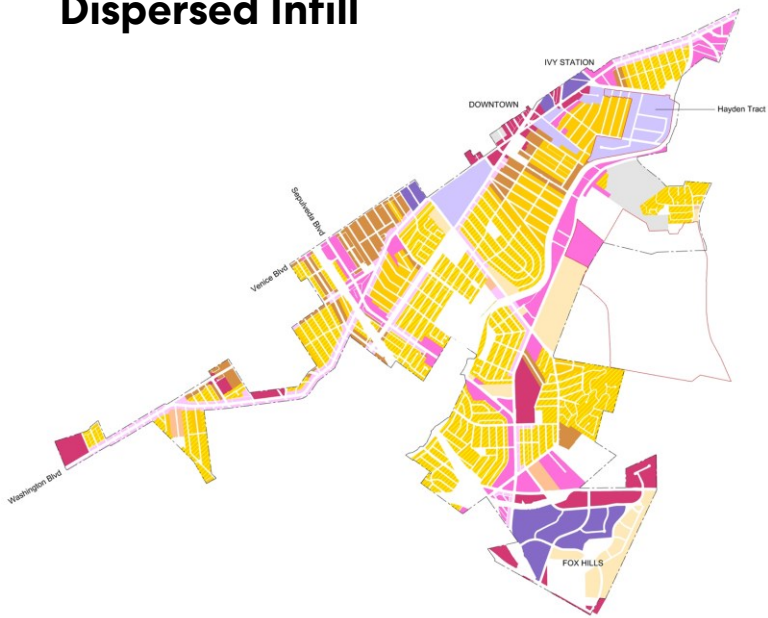 Dispersed Infill
IVY STATION
DOWNTOWN
Hayden Tract
Sepulveda Blvd
Venice Blvd
Washington Blvd
FOX HILLS